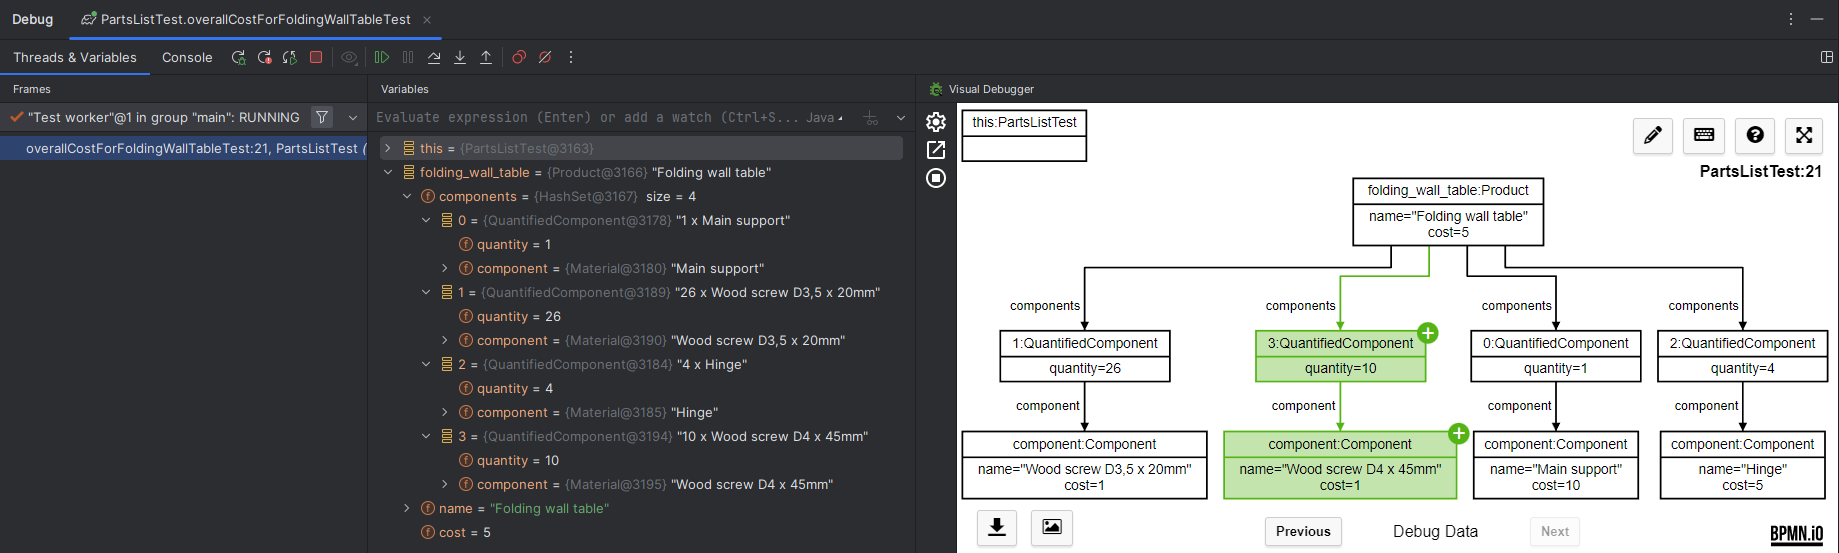 Debug
PartsListTest.overallCostForFoldingWallTableTest
Threads & Variables
Console
Frames
"Test worker"@1 in group "main": RUNNING
overallCostForFoldingWallTableTest:21, PartsListTest (
Variables
Evaluate expression (Enter) or add a watch (Ctrl+S... Java
this = {PartsListTest@3163}
folding_wall_table = {Product@3166} "Folding wall table"
components = {HashSet@3167} size = 4
0 = {QuantifiedComponent@3178} "1 x Main support"
quantity = 1
component = {Material@3180} "Main support"
1 = {QuantifiedComponent@3189} "26 x Wood screw D3,5 x 20mm"
quantity = 26
component = {Material@3190} "Wood screw D3,5 x 20mm"
2 = {QuantifiedComponent@3184} "4 x Hinge"
quantity = 4
component = {Material@3185} "Hinge"
3 = {QuantifiedComponent@3194} "10 x Wood screw D4 x 45mm"
quantity = 10
component = {Material@3195} "Wood screw D4 x 45mm"
name = "Folding wall table"
cost = 5
Visual Debugger
this:PartsListTest
PartsListTest:21
folding_wall_table:Product
name="Folding wall table"
cost=5
components components components components
1:QuantifiedComponent
quantity=26
3:QuantifiedComponent
quantity=10
0:QuantifiedComponent
quantity=1
2:QuantifiedComponent
quantity=4
component component component component
component:Component
name="Wood screw D3,5 x 20mm"
cost=1
component:Component
name="Wood screw D4 x 45mm"
cost=1
component:Component
name="Main support"
cost=10
component:Component
name="Hinge"
cost=5
Previous
Debug Data
Next
BPMN.iO